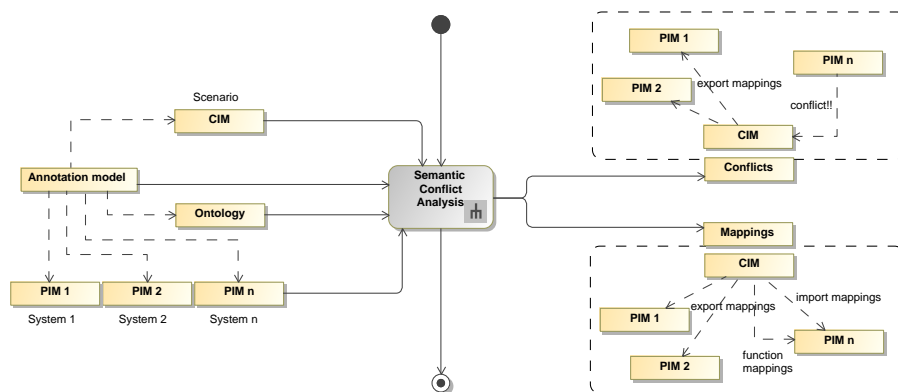 Scenario
CIM
Annotation model
Ontology
PIM 1
PIM 2
PIM n
System 1
System 2
System n
Semantic
Conflict
Analysis
PIM 1
PIM n
PIM 2
export mappings
conflict!!
CIM
Conflicts
Mappings
CIM
export mappings
import mappings
PIM 1
PIM n
function
mappings
PIM 2